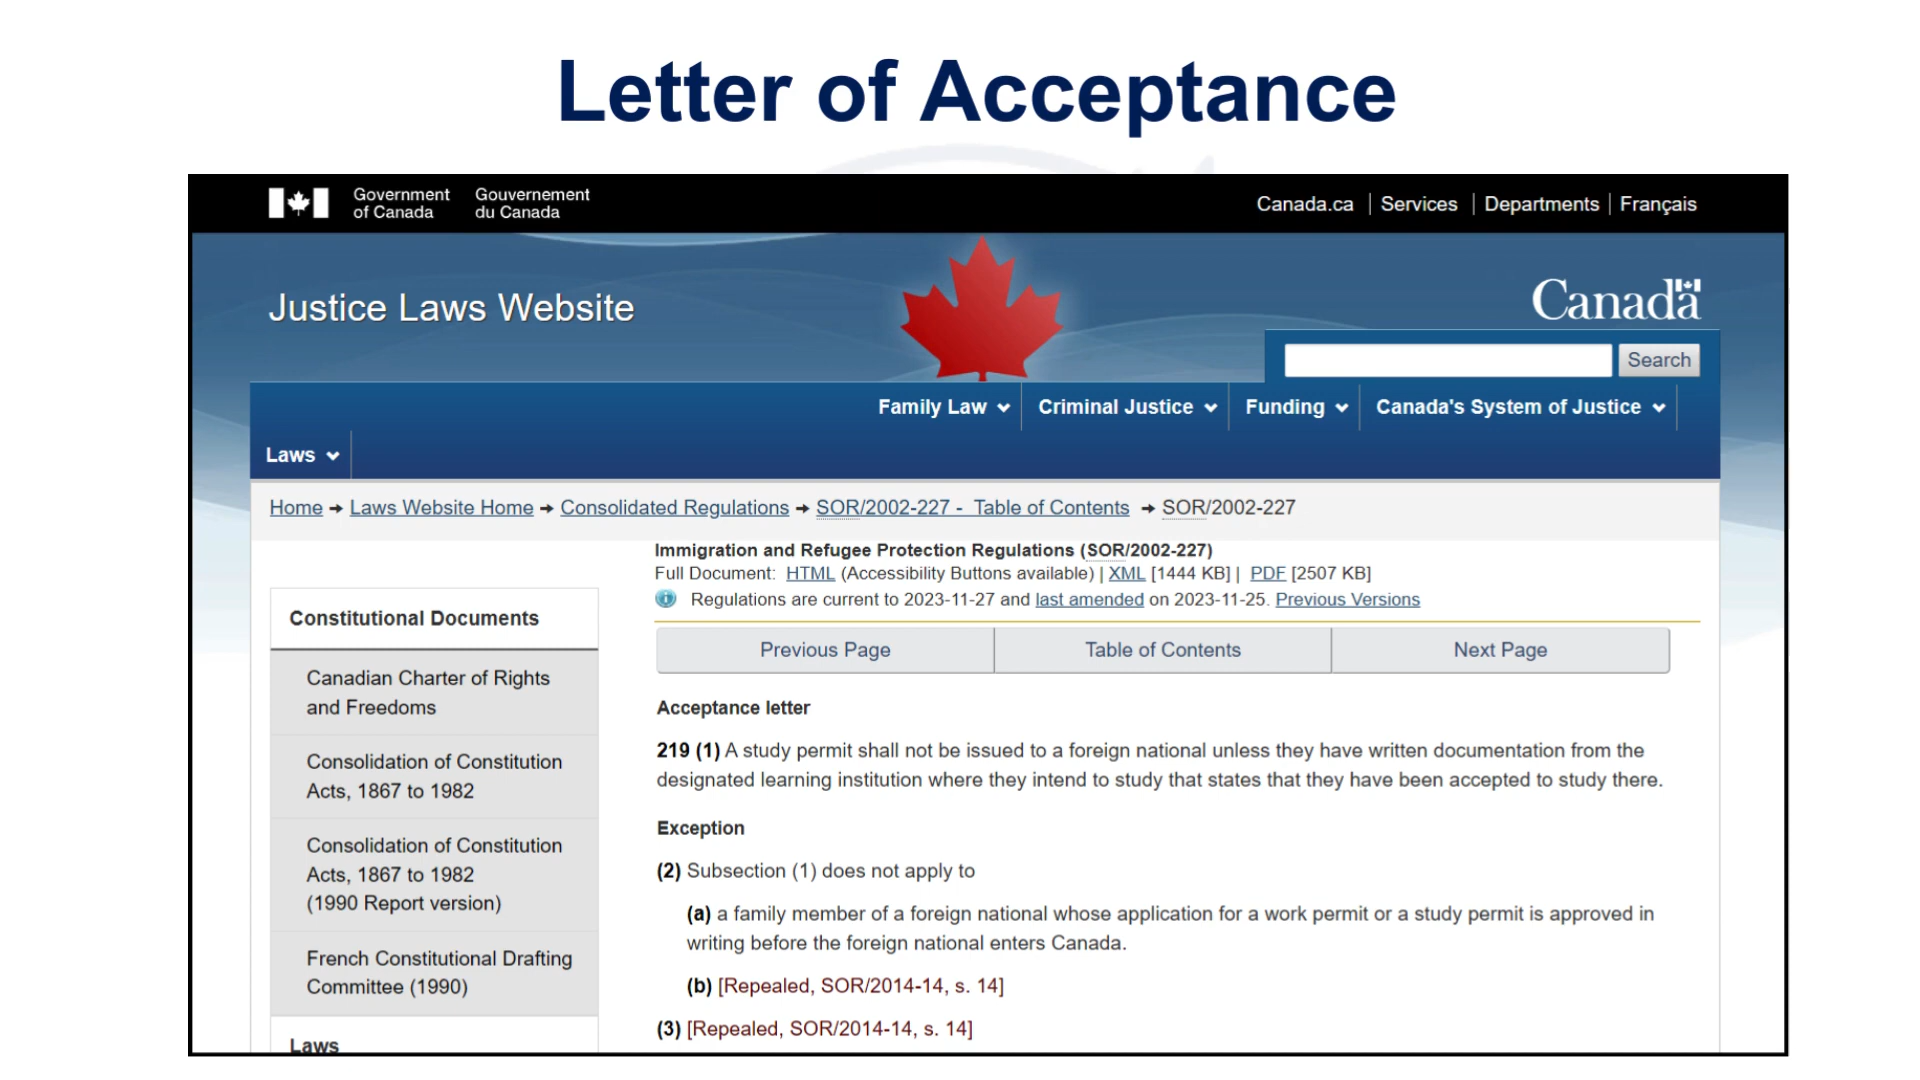 Letter of Acceptance
Government of Canada
Gouvernement du Canada
Canada.ca | Services | Departments | Français
Justice Laws Website
Canada
Search
Family Law
Criminal Justice
Funding
Canada's System of Justice
Laws
Home → Laws Website Home → Consolidated Regulations → SOR/2002-227 - Table of Contents → SOR/2002-227
Constitutional Documents
Canadian Charter of Rights
and Freedoms
Consolidation of Constitution
Acts, 1867 to 1982
Consolidation of Constitution
Acts, 1867 to 1982
(1990 Report version)
French Constitutional Drafting
Committee (1990)
Laws
Immigration and Refugee Protection Regulations (SOR/2002-227)
Full Document: HTML (Accessibility Buttons available) | XML [1444 KB] | PDF [2507 KB]
Regulations are current to 2023-11-27 and last amended on 2023-11-25. Previous Versions
Previous Page
Table of Contents
Next Page
Acceptance letter
219 (1) A study permit shall not be issued to a foreign national unless they have written documentation from the
designated learning institution where they intend to study that states that they have been accepted to study there.
Exception
(2) Subsection (1) does not apply to
(a) a family member of a foreign national whose application for a work permit or a study permit is approved in
writing before the foreign national enters Canada.
(b) [Repealed, SOR/2014-14, s. 14]
(3) [Repealed, SOR/2014-14, s. 14]